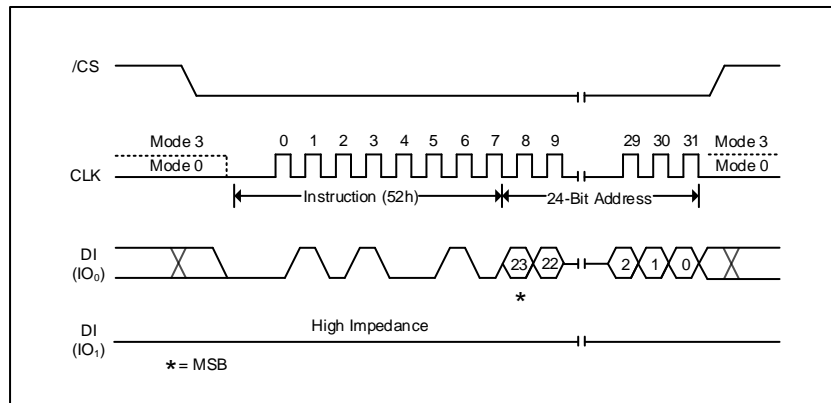 /CS
Mode 3
Mode 0
CLK
0 1 2 3 4 5 6 7 8 9 29 30 31
Mode 3
Mode 0
Instruction (52h)
24-Bit Address
DI
(IO₀)
23 22 2 1 0
*
High Impedance
DI
(IO₁)
* = MSB